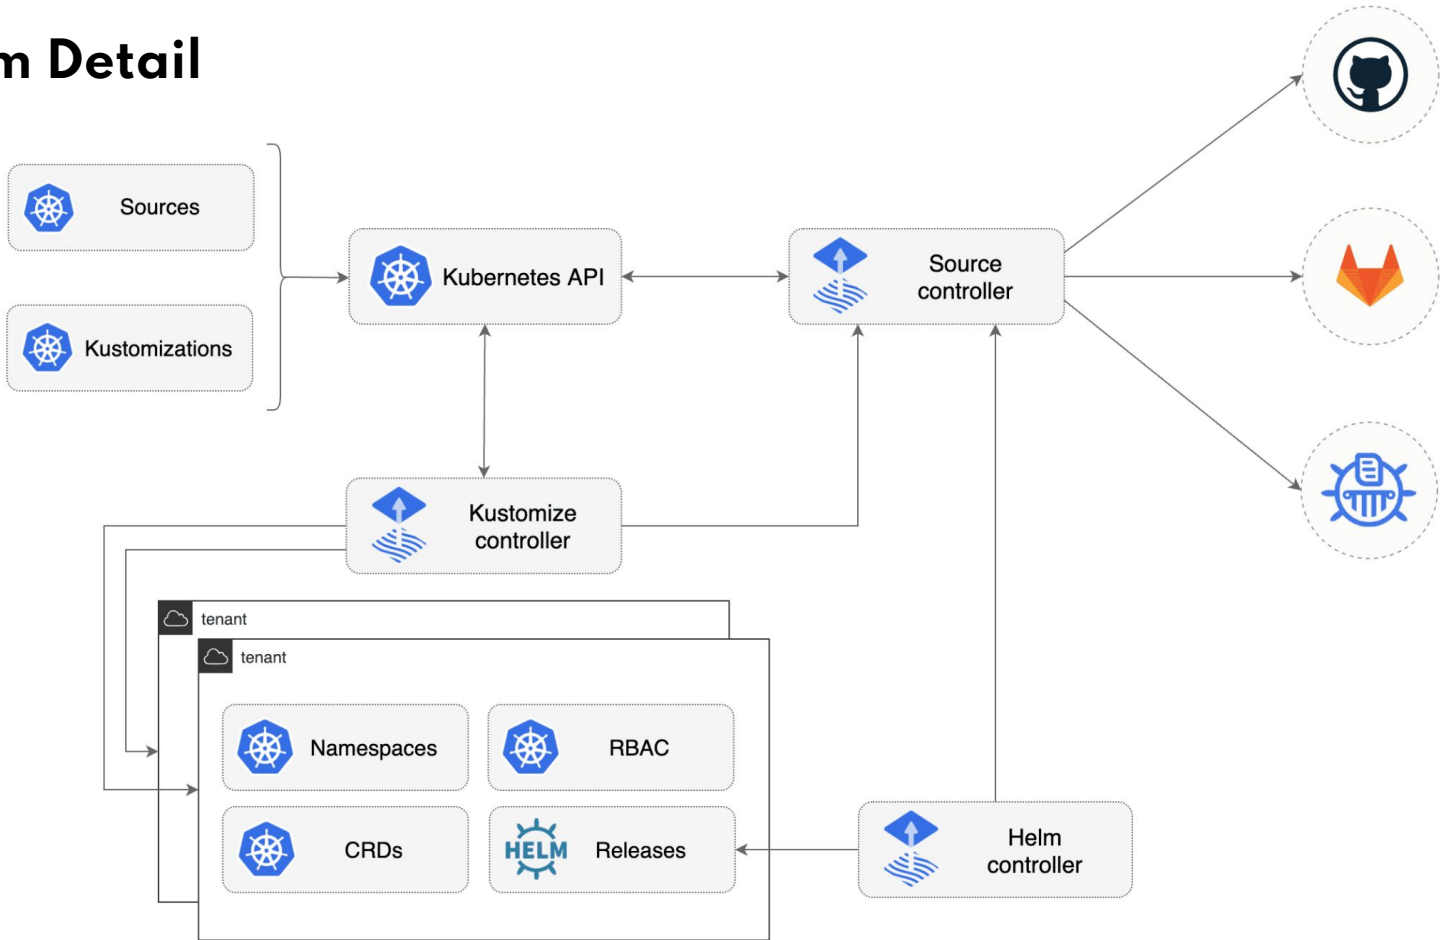 m Detail
Sources
Kustomizations
Kubernetes API
Source
controller
Kustomize
controller
tenant
tenant
Namespaces
RBAC
CRDs
HELM
Releases
Helm
controller